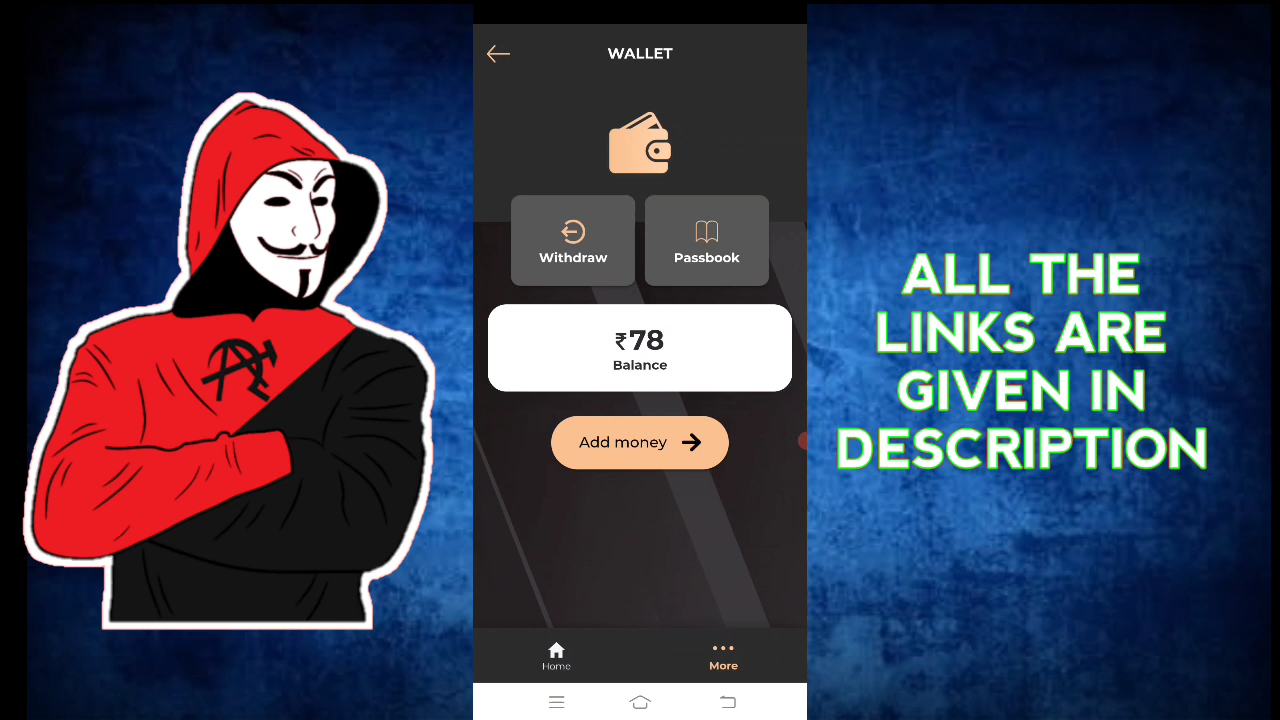 WALLET
Withdraw
Passbook
₹78
Balance
Add money
Home
More
ALL THE
LINKS ARE
GIVEN IN
DESCRIPTION